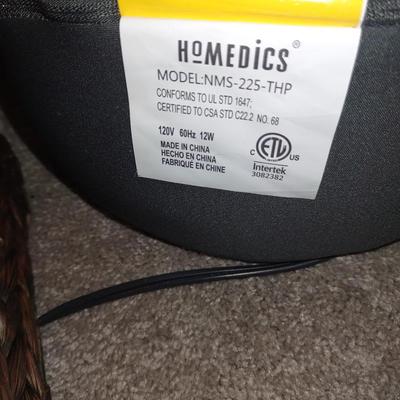 HOMEDICS®
MODEL:NMS-225-THP
CONFORMS TO UL STD 1647;
CERTIFIED TO CSA STD C22.2 NO. 68
120V 60Hz 12W
MADE IN CHINA
HECHO EN CHINA
FABRIQUÉ EN CHINE
C ETL US
Intertek
3082382